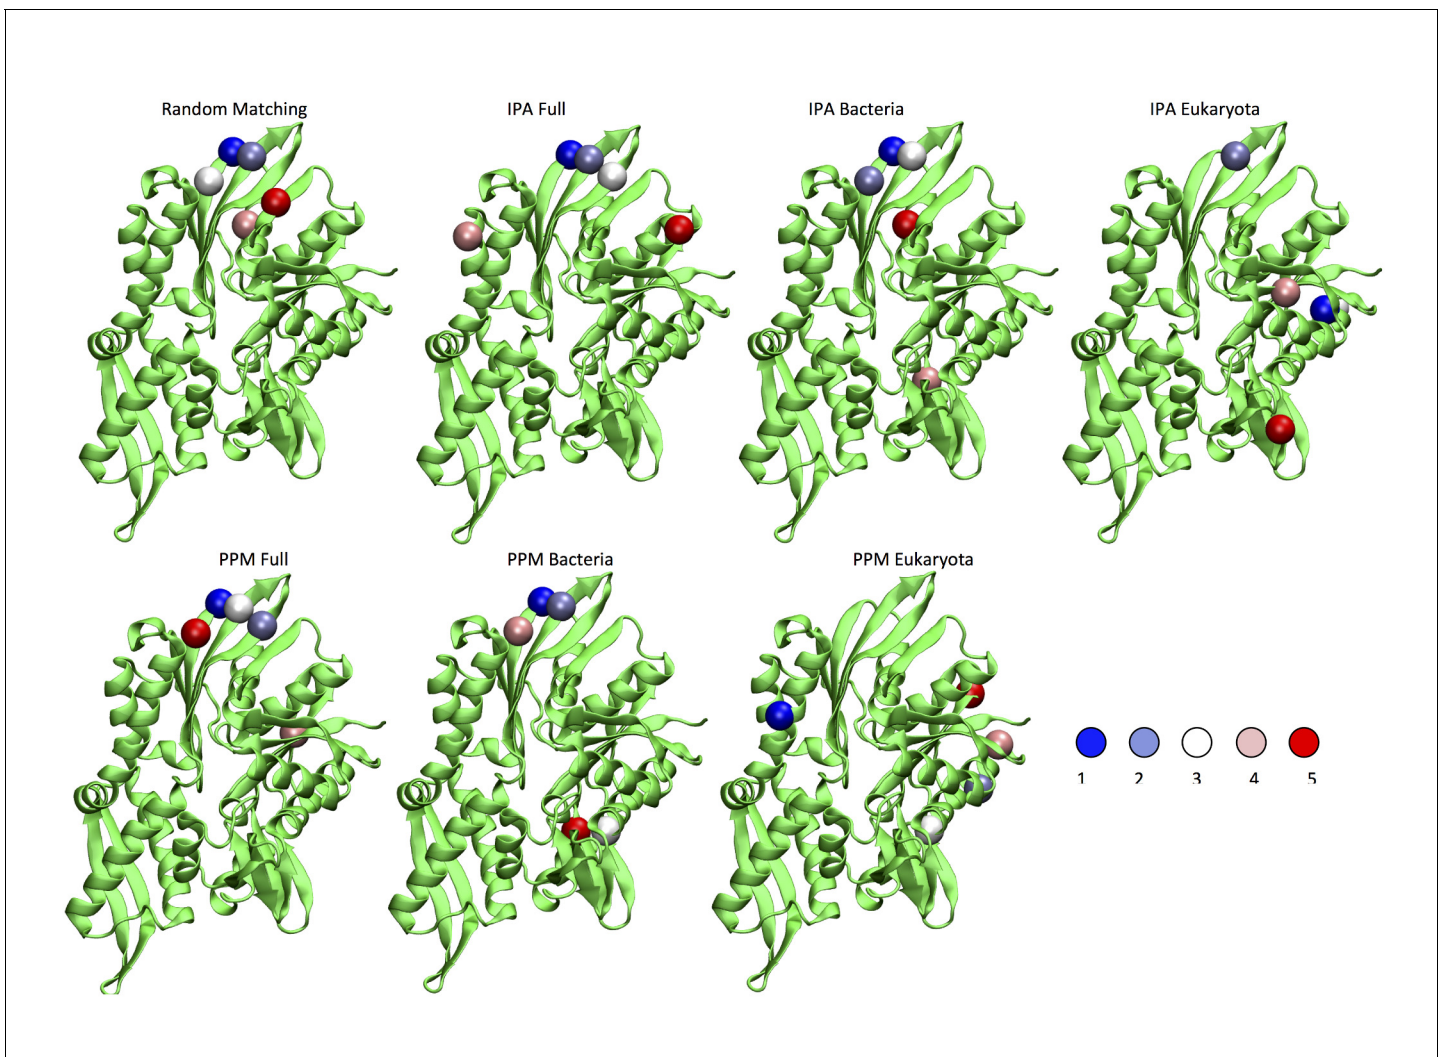 Random Matching
IPA Full
IPA Bacteria
IPA Eukaryota
PPM Full
PPM Bacteria
PPM Eukaryota
1 2 3 4 5